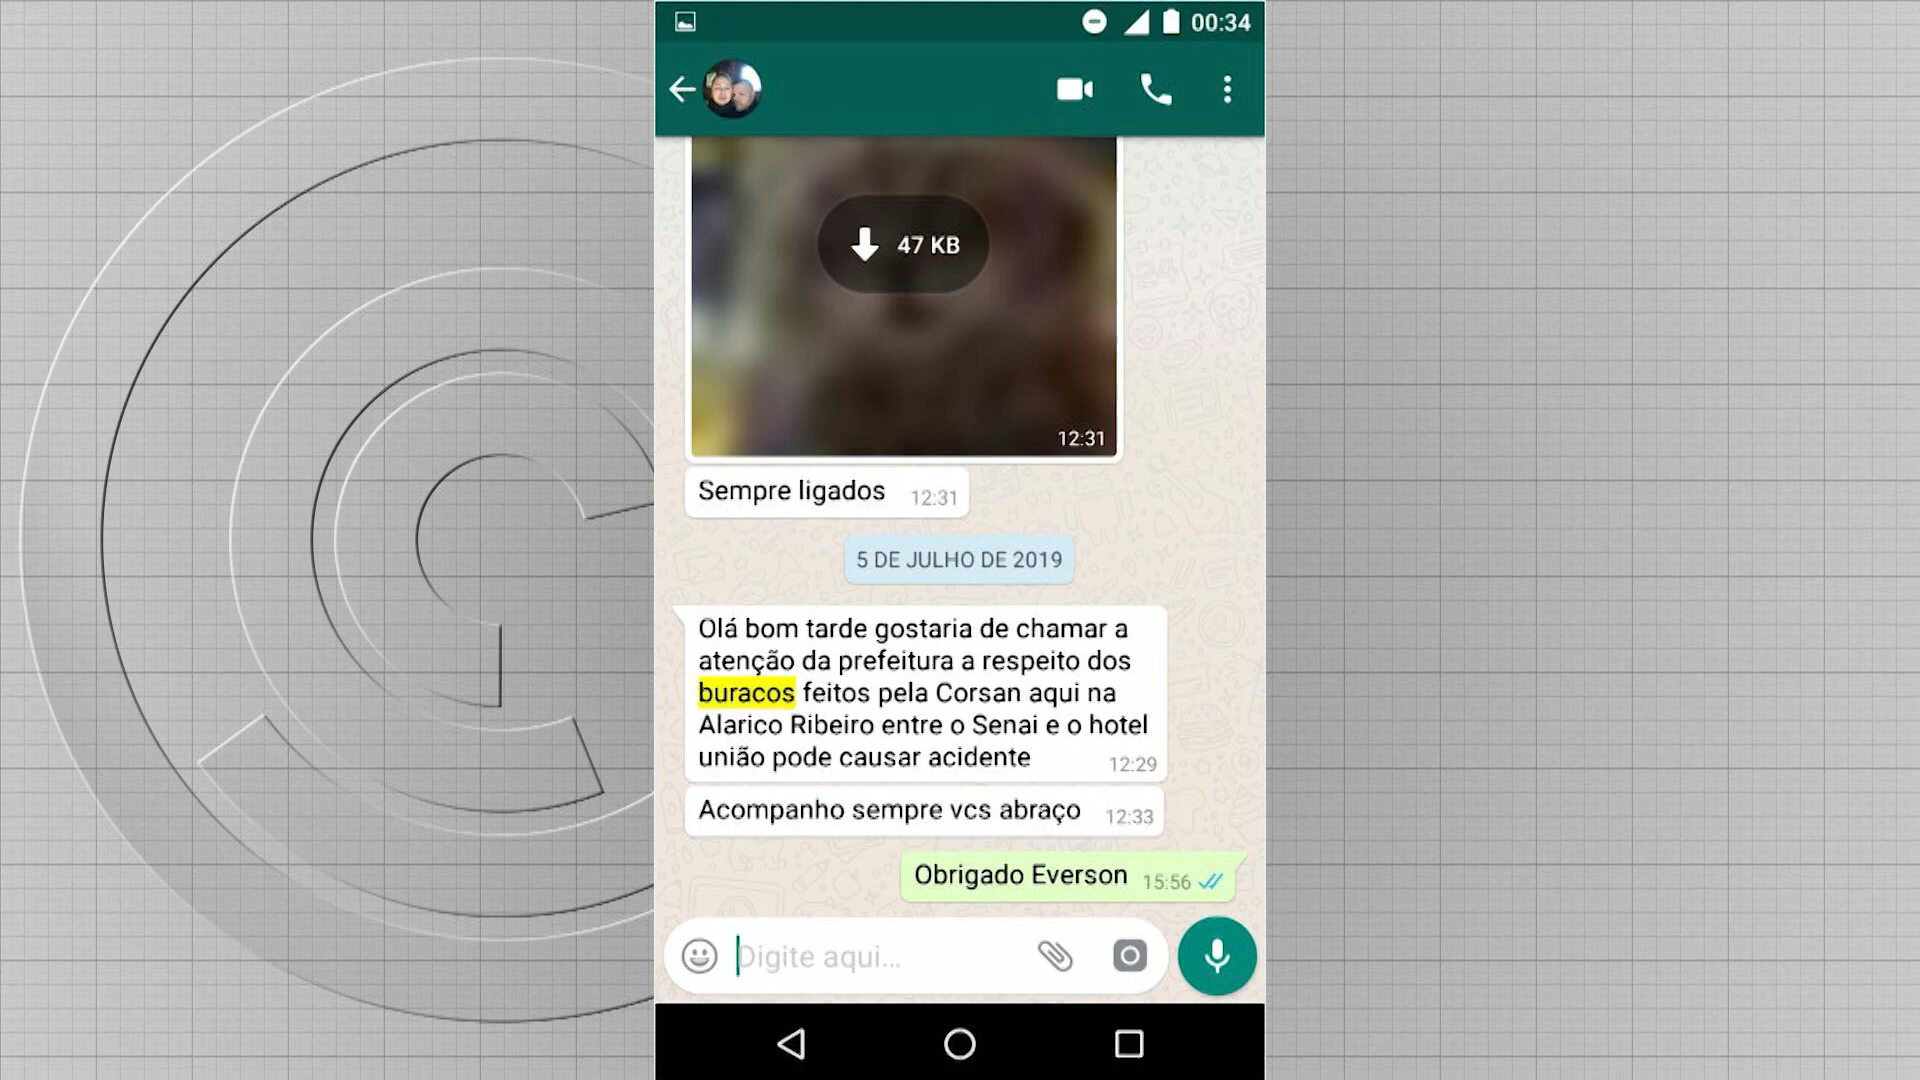 00:34
47 KB
12:31
Sempre ligados 12:31
5 DE JULHO DE 2019
Olá bom tarde gostaria de chamar a
atenção da prefeitura a respeito dos
buracos feitos pela Corsan aqui na
Alarico Ribeiro entre o Senai e o hotel
união pode causar acidente 12:29
Acompanho sempre vcs abraço 12:33
Obrigado Everson 15:56
Digite aqui...